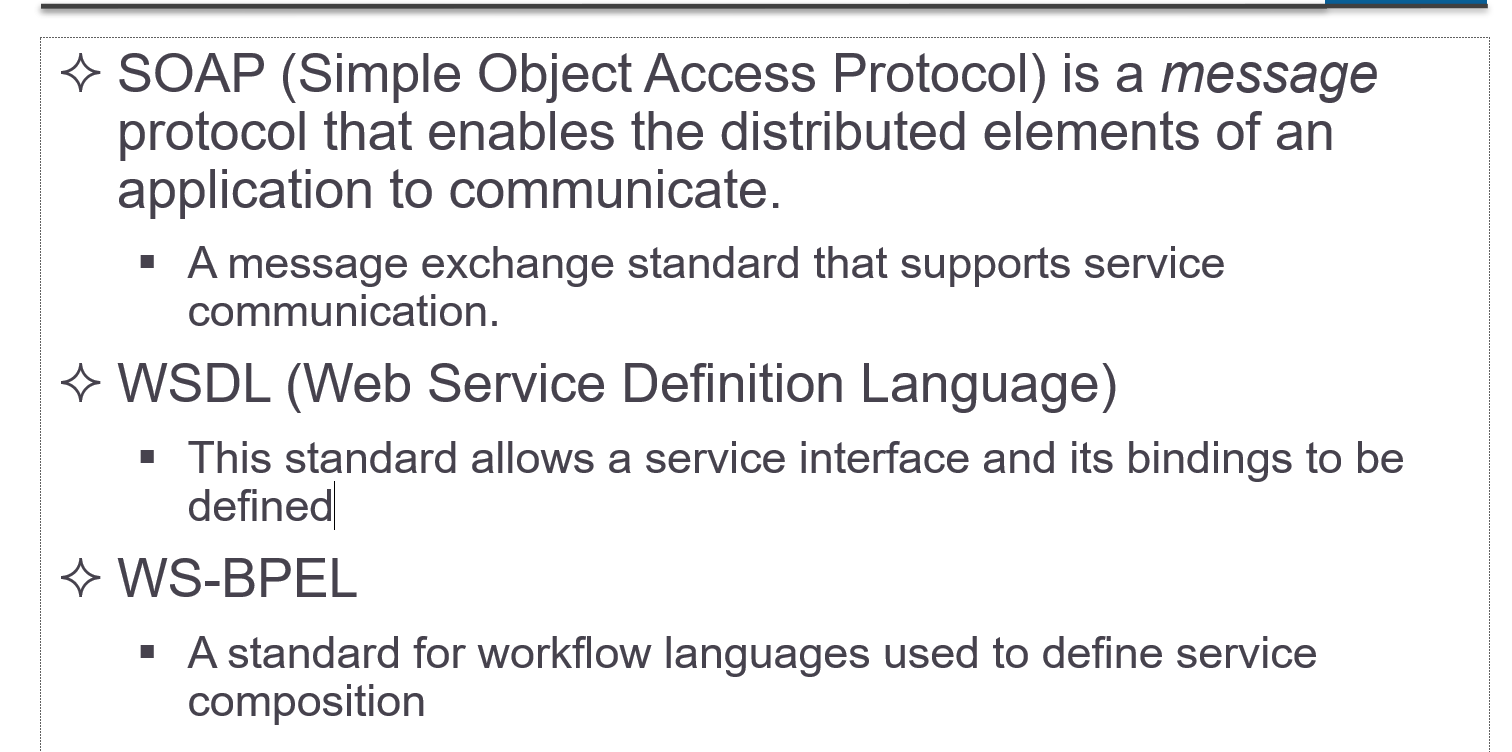 ✧ SOAP (Simple Object Access Protocol) is a message
protocol that enables the distributed elements of an
application to communicate.
▪ A message exchange standard that supports service
communication.
✧ WSDL (Web Service Definition Language)
▪ This standard allows a service interface and its bindings to be
defined
✧ WS-BPEL
▪ A standard for workflow languages used to define service
composition